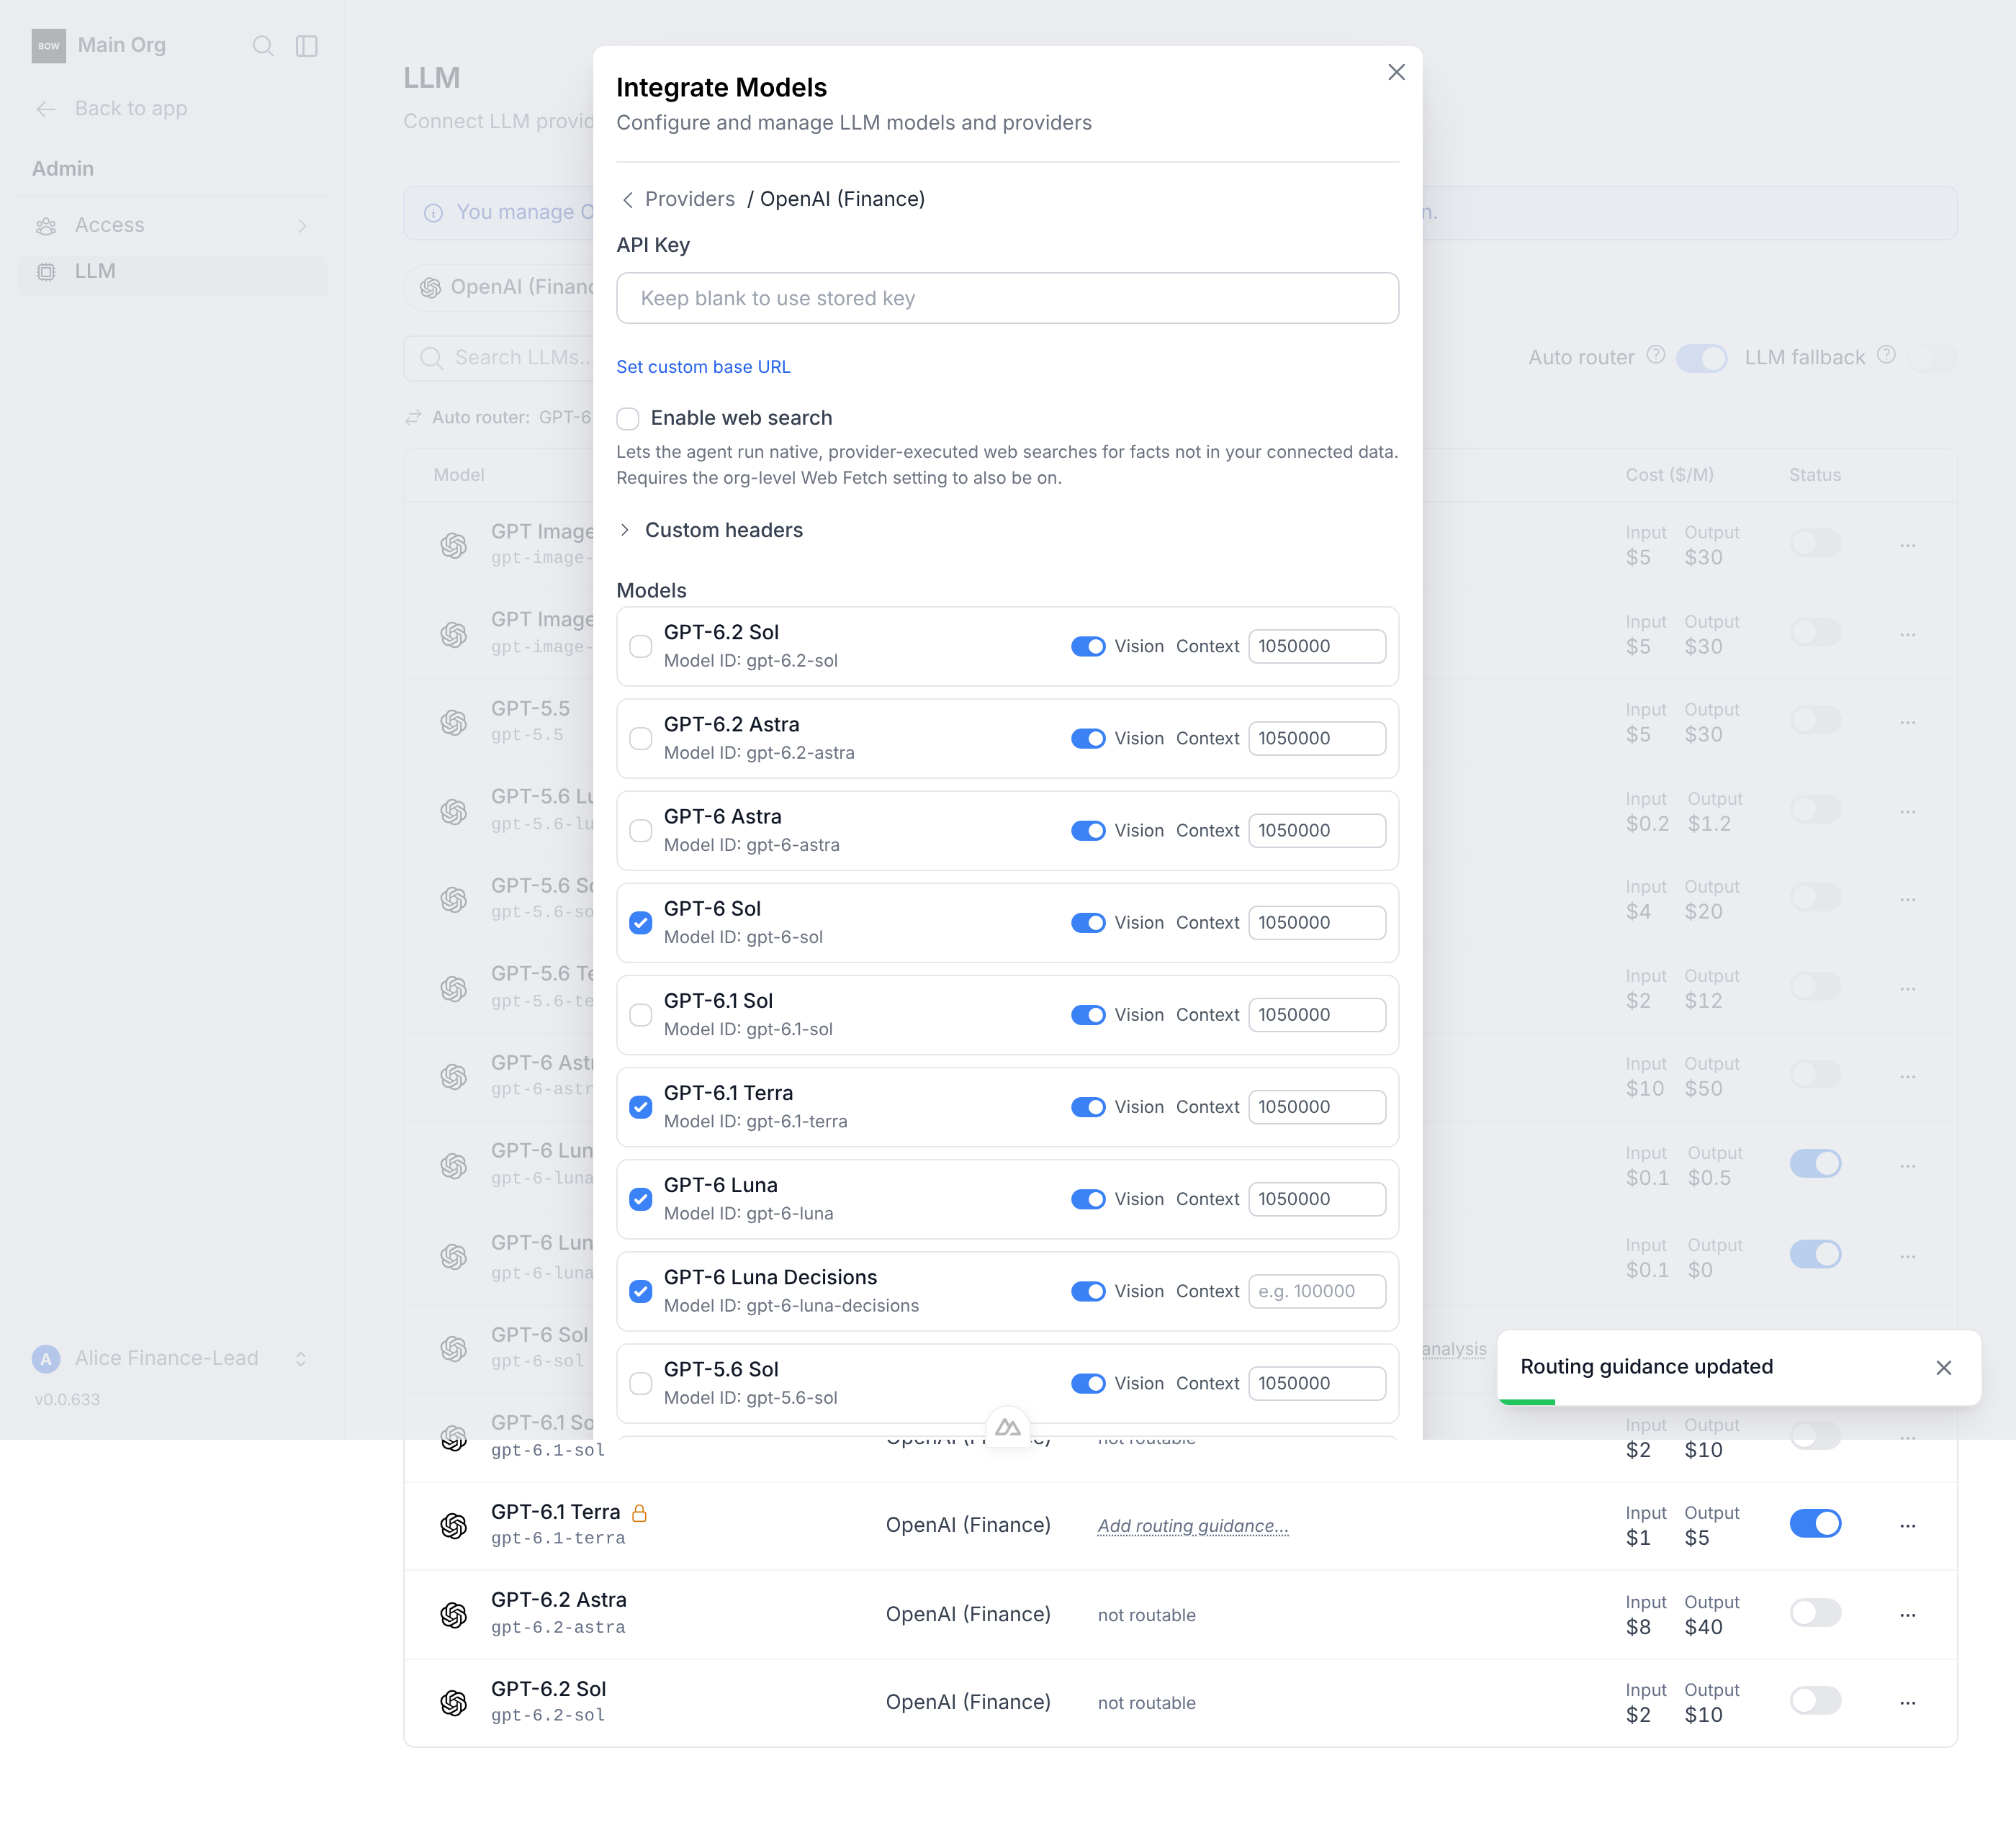 BOW Main Org
Back to app
Admin
Access
LLM
Alice Finance-Lead
A
v0.0.633
LLM
Connect LLM provid
You manage O
n.
OpenAI (Financ
Search LLMs...
Auto router
LLM fallback
Auto router: GPT-6
Model
Cost ($/M)
Status
GPT Image
gpt-image-
Input Output
$5 $30
GPT Image
gpt-image-
Input Output
$5 $30
GPT-5.5
gpt-5.5
Input Output
$5 $30
GPT-5.6 Lu
gpt-5.6-lu
Input Output
$0.2 $1.2
GPT-5.6 So
gpt-5.6-so
Input Output
$4 $20
GPT-5.6 Te
gpt-5.6-te
Input Output
$2 $12
GPT-6 Ast
gpt-6-astr
Input Output
$10 $50
GPT-6 Lun
gpt-6-luna
Input Output
$0.1 $0.5
GPT-6 Lun
gpt-6-luna
Input Output
$0.1 $0
GPT-6 Sol
gpt-6-sol
analysis
GPT-6.1 So
gpt-6.1-sol
OpenAI (Finance)
not routable
Input Output
$2 $10
GPT-6.1 Terra
gpt-6.1-terra
OpenAI (Finance)
Add routing guidance...
Input Output
$1 $5
GPT-6.2 Astra
gpt-6.2-astra
OpenAI (Finance)
not routable
Input Output
$8 $40
GPT-6.2 Sol
gpt-6.2-sol
OpenAI (Finance)
not routable
Input Output
$2 $10
Integrate Models
Configure and manage LLM models and providers
Providers / OpenAI (Finance)
API Key
Keep blank to use stored key
Set custom base URL
Enable web search
Lets the agent run native, provider-executed web searches for facts not in your connected data.
Requires the org-level Web Fetch setting to also be on.
Custom headers
Models
GPT-6.2 Sol
Model ID: gpt-6.2-sol
Vision Context 1050000
GPT-6.2 Astra
Model ID: gpt-6.2-astra
Vision Context 1050000
GPT-6 Astra
Model ID: gpt-6-astra
Vision Context 1050000
GPT-6 Sol
Model ID: gpt-6-sol
Vision Context 1050000
GPT-6.1 Sol
Model ID: gpt-6.1-sol
Vision Context 1050000
GPT-6.1 Terra
Model ID: gpt-6.1-terra
Vision Context 1050000
GPT-6 Luna
Model ID: gpt-6-luna
Vision Context 1050000
GPT-6 Luna Decisions
Model ID: gpt-6-luna-decisions
Vision Context e.g. 100000
GPT-5.6 Sol
Model ID: gpt-5.6-sol
Vision Context 1050000
Routing guidance updated